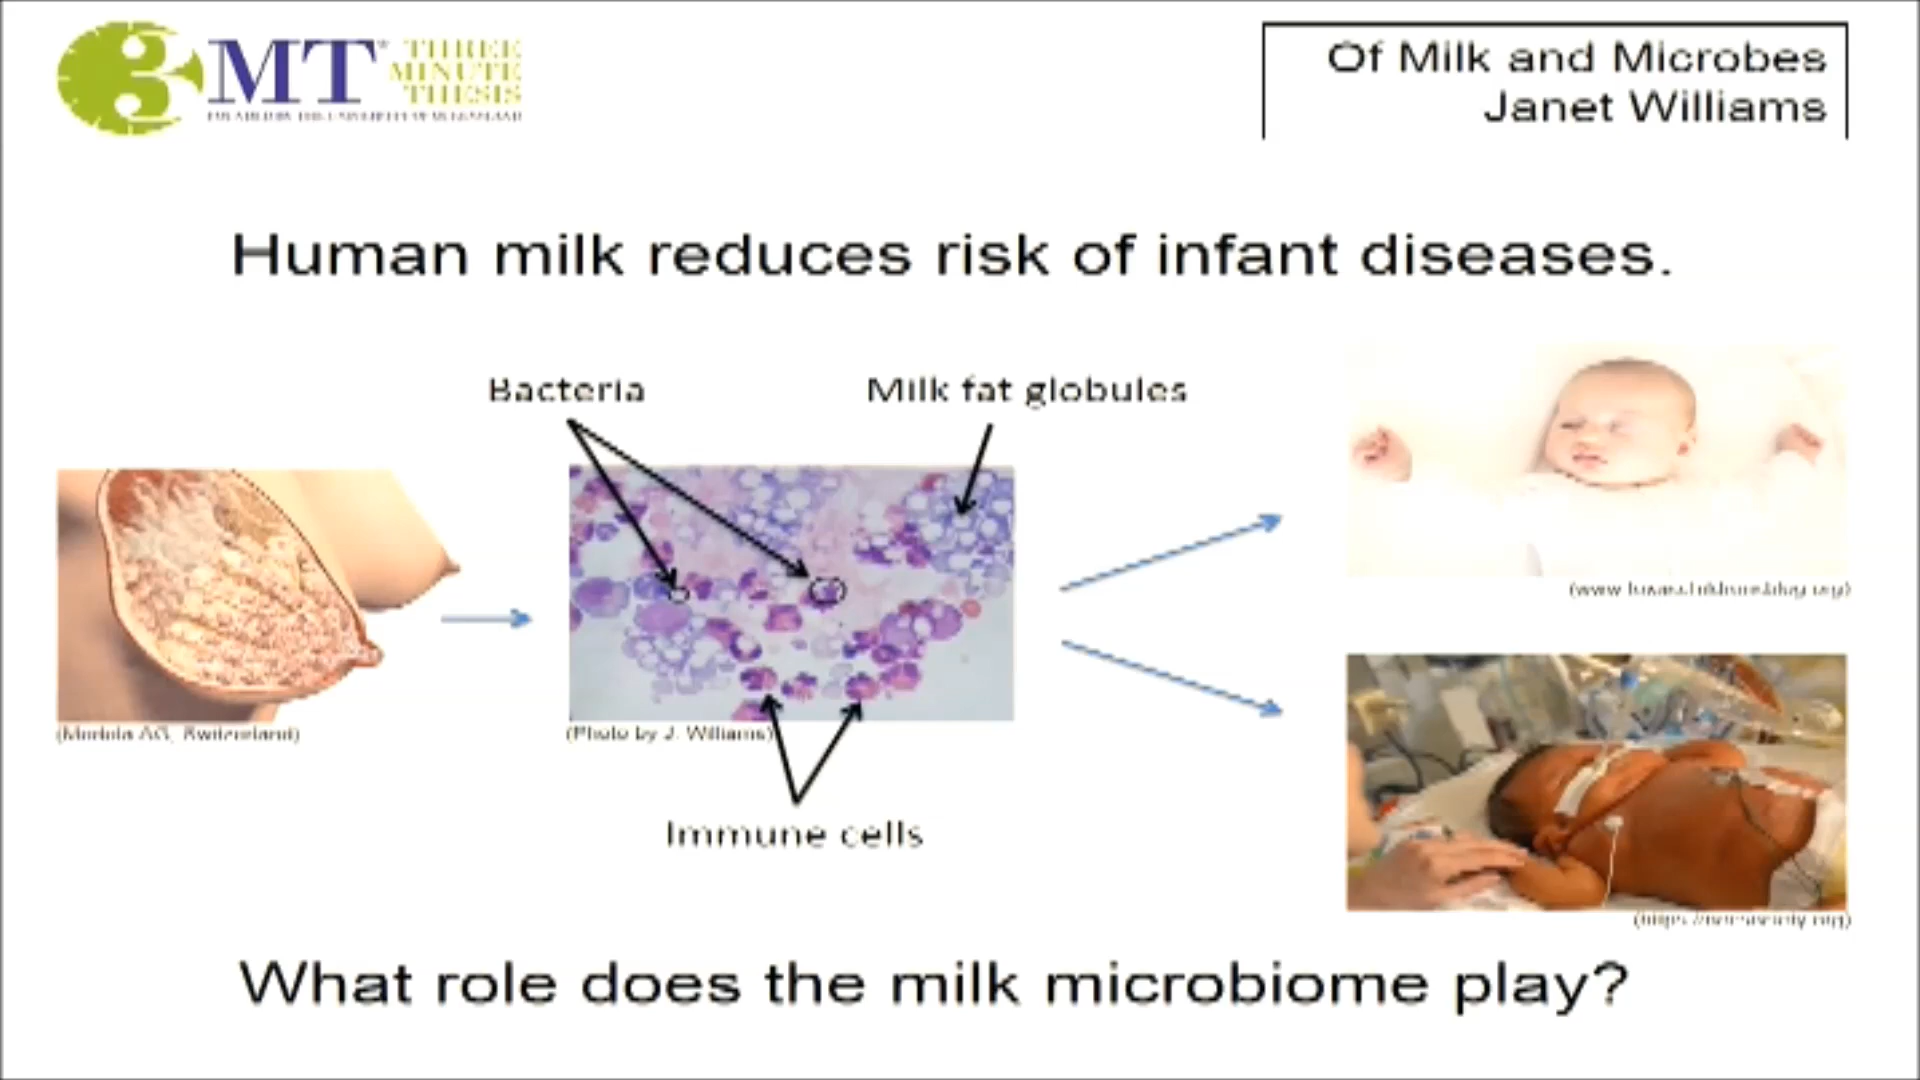 3MT® THREE
MINUTE
THESIS
Of Milk and Microbes
Janet Williams
Human milk reduces risk of infant diseases.
Bacteria
Milk fat globules
(Photo by J. Williams)
Immune cells
What role does the milk microbiome play?